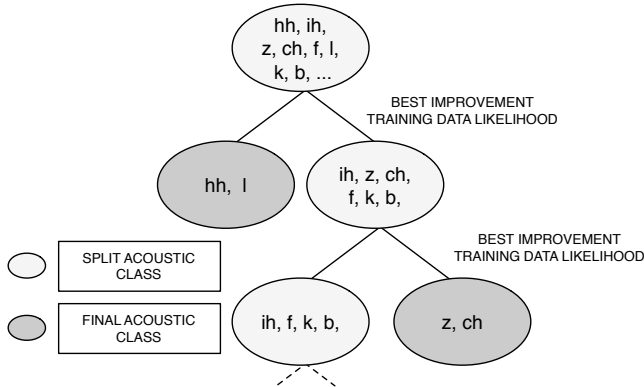 hh, ih,
z, ch, f, l,
k, b, ...
BEST IMPROVEMENT
TRAINING DATA LIKELIHOOD
hh, l
ih, z, ch,
f, k, b,
BEST IMPROVEMENT
TRAINING DATA LIKELIHOOD
SPLIT ACOUSTIC
CLASS
FINAL ACOUSTIC
CLASS
ih, f, k, b,
z, ch